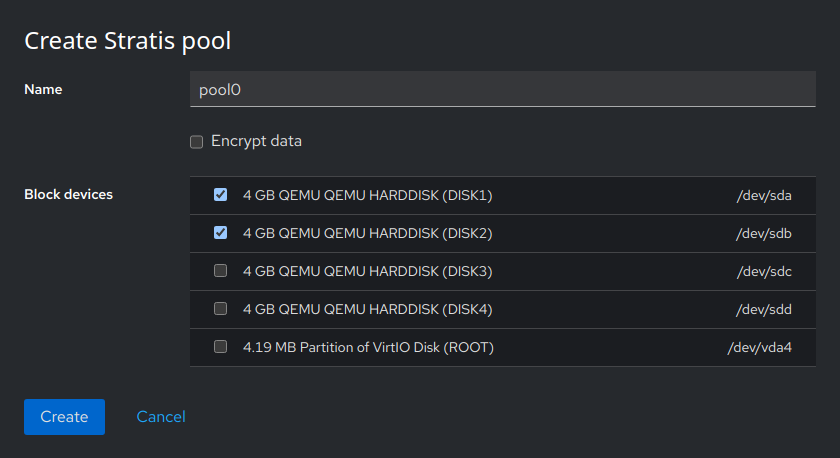 Create Stratis pool
Name
pool0
Encrypt data
Block devices
4 GB QEMU QEMU HARDDISK (DISK1) /dev/sda
4 GB QEMU QEMU HARDDISK (DISK2) /dev/sdb
4 GB QEMU QEMU HARDDISK (DISK3) /dev/sdc
4 GB QEMU QEMU HARDDISK (DISK4) /dev/sdd
4.19 MB Partition of VirtIO Disk (ROOT) /dev/vda4
Create Cancel